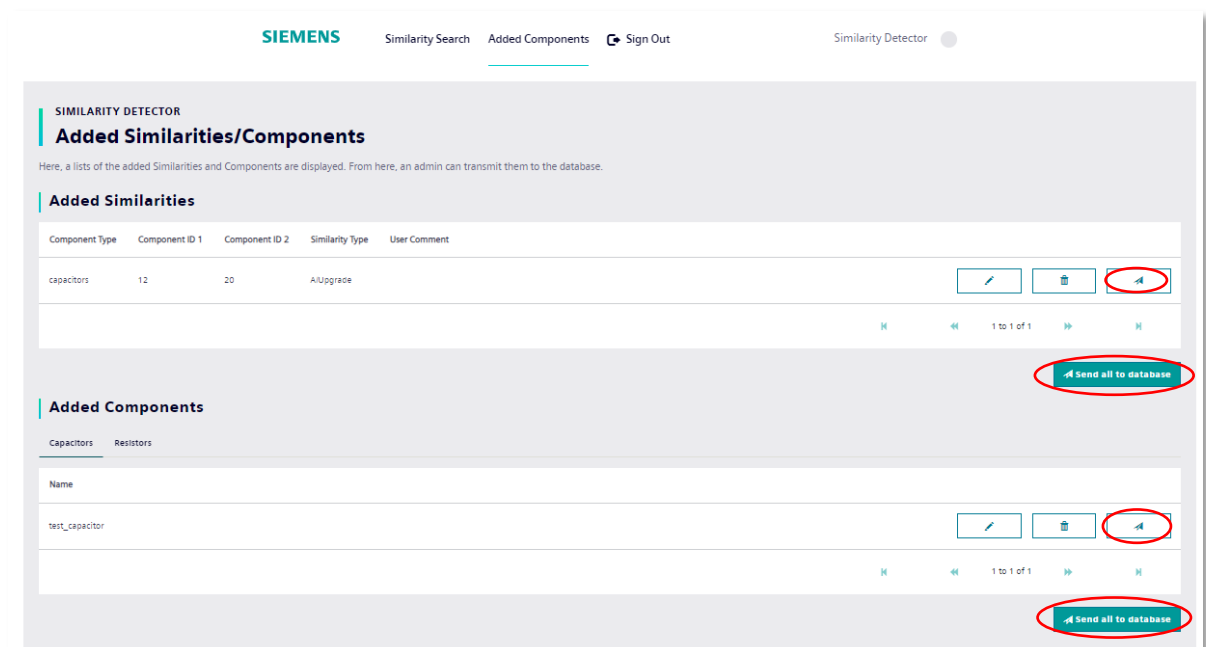 SIEMENS Similarity Search Added Components Sign Out Similarity Detector
SIMILARITY DETECTOR
Added Similarities/Components
Here, a lists of the added Similarities and Components are displayed. From here, an admin can transmit them to the database.
Added Similarities
Component Type Component ID 1 Component ID 2 Similarity Type User Comment
capacitors 12 20 A/Upgrade
1 to 1 of 1
Send all to database
Added Components
Capacitors Resistors
Name
test_capacitor
1 to 1 of 1
Send all to database